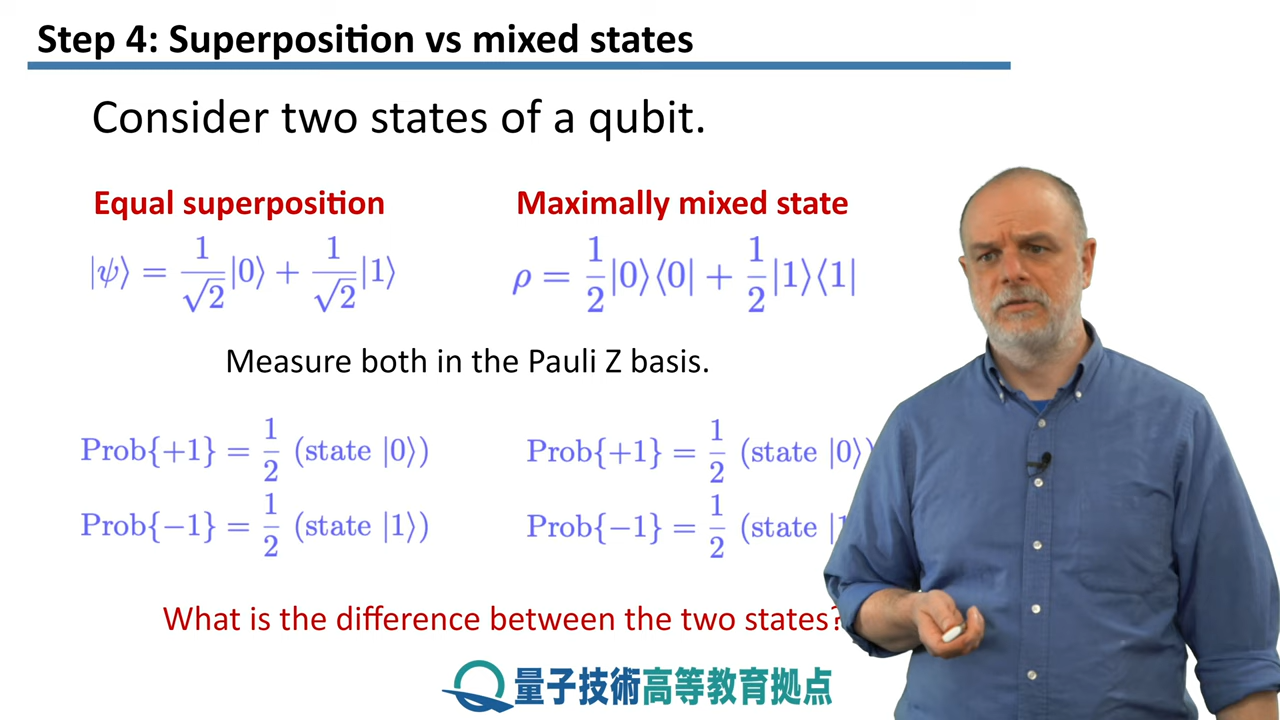 Step 4: Superposition vs mixed states
Consider two states of a qubit.
Equal superposition
|ψ⟩ = 1/√2 |0⟩ + 1/√2 |1⟩
Maximally mixed state
ρ = 1/2 |0⟩⟨0| + 1/2 |1⟩⟨1|
Measure both in the Pauli Z basis.
Prob{+1} = 1/2 (state |0⟩)
Prob{−1} = 1/2 (state |1⟩)
Prob{+1} = 1/2 (state |0⟩)
Prob{−1} = 1/2 (state |1
What is the difference between the two states?
量子技術高等教育拠点